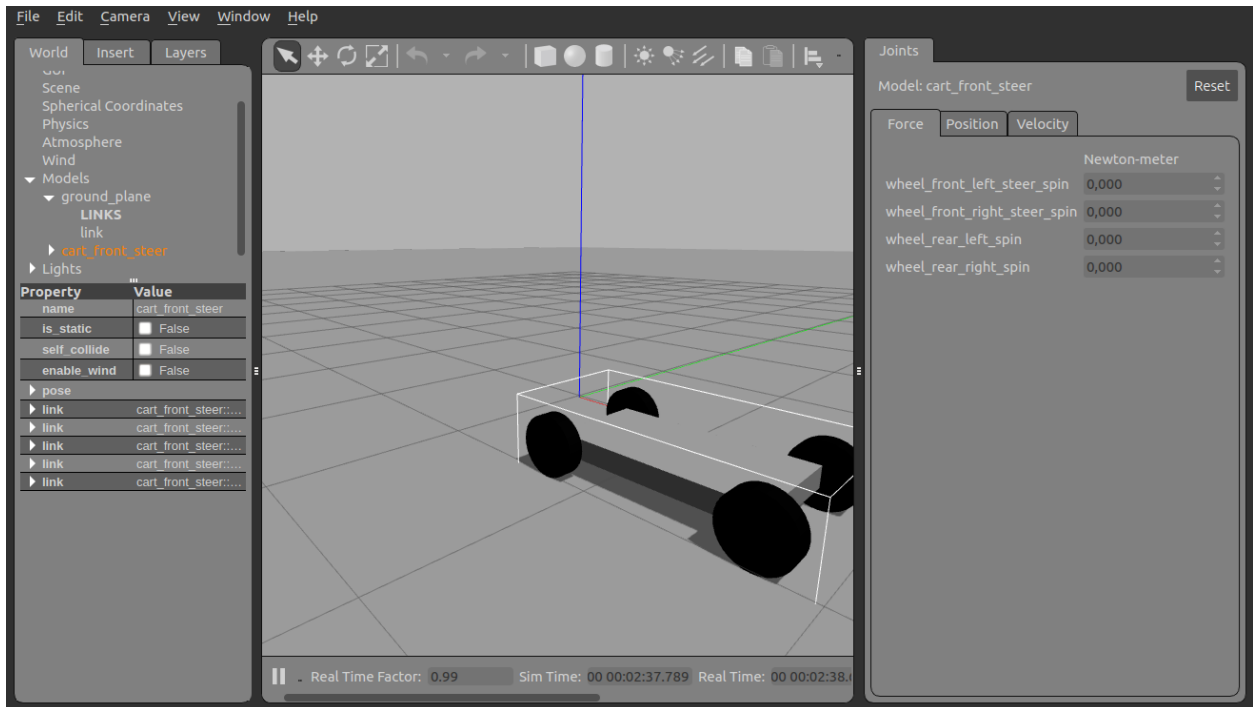 File Edit Camera View Window Help
World Insert Layers
GUI
Scene
Spherical Coordinates
Physics
Atmosphere
Wind
Models
ground_plane
LINKS
link
cart_front_steer
Lights
Property Value
name cart_front_steer
is_static False
self_collide False
enable_wind False
pose
link cart_front_steer::...
link cart_front_steer::...
link cart_front_steer::...
link cart_front_steer::...
link cart_front_steer::...
Real Time Factor: 0.99 Sim Time: 00 00:02:37.789 Real Time: 00 00:02:38.
Joints
Model: cart_front_steer Reset
Force Position Velocity
Newton-meter
wheel_front_left_steer_spin 0,000
wheel_front_right_steer_spin 0,000
wheel_rear_left_spin 0,000
wheel_rear_right_spin 0,000